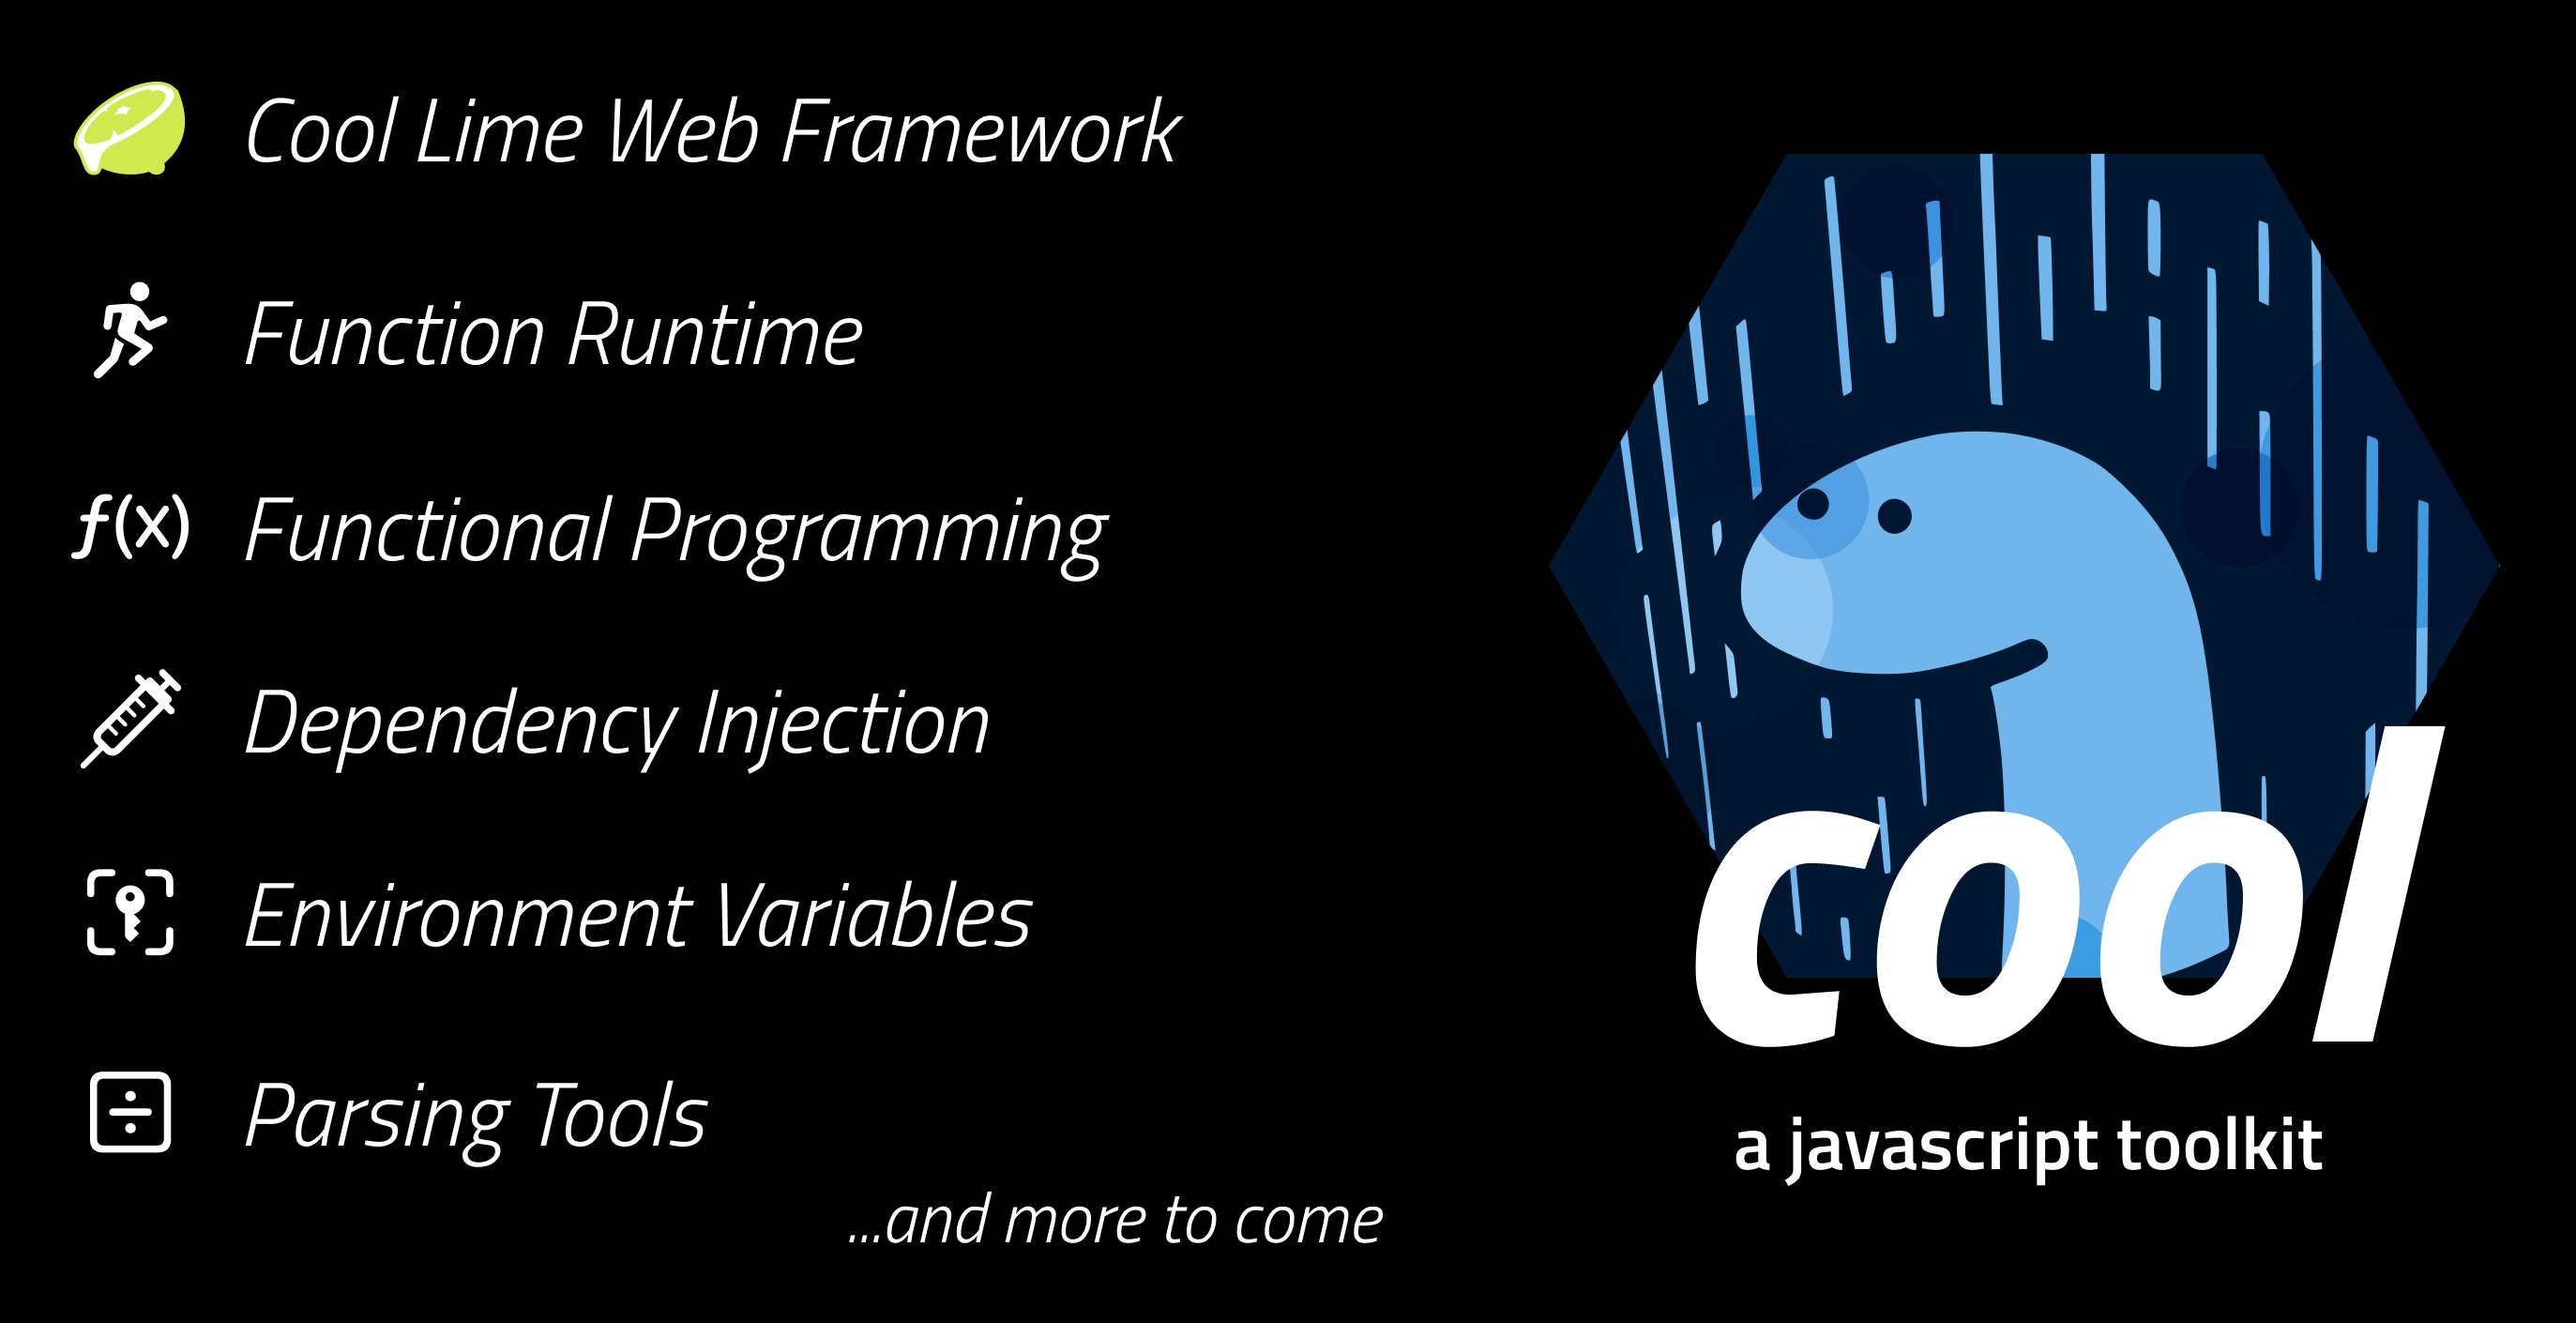 Cool Lime Web Framework
Function Runtime
f(x) Functional Programming
Dependency Injection
Environment Variables
Parsing Tools
...and more to come
cool
a javascript toolkit